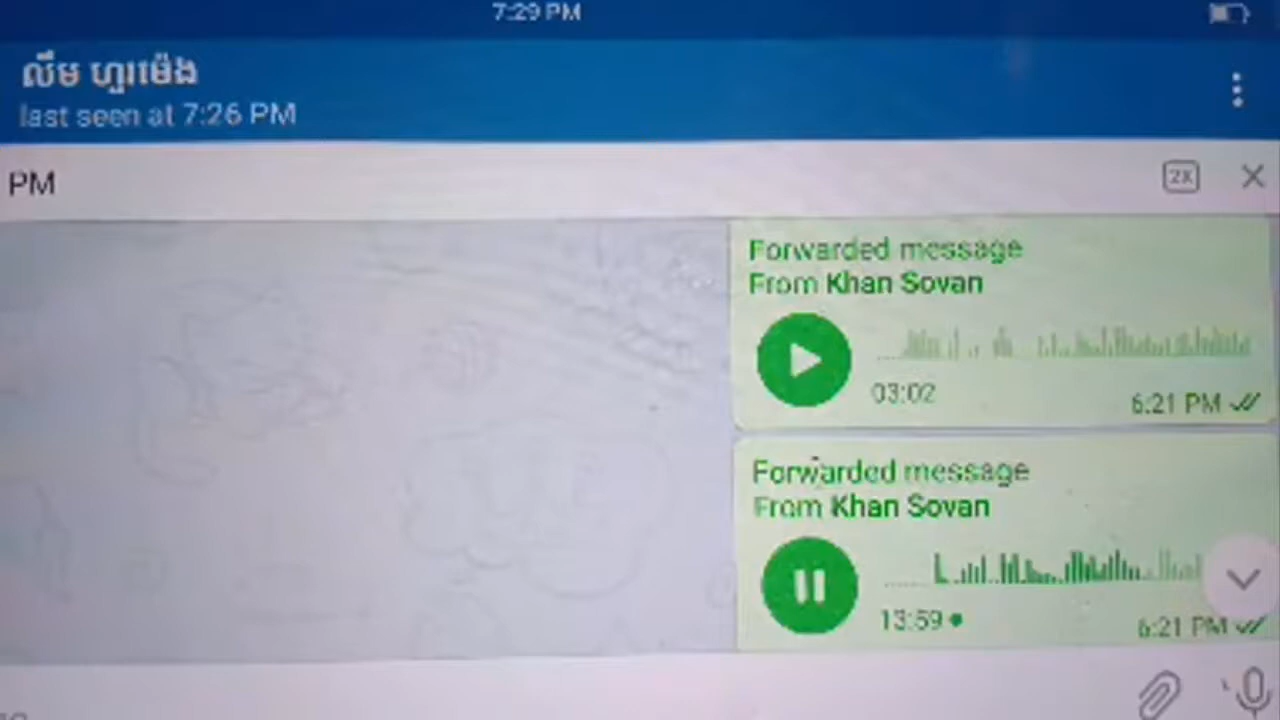 7:29 PM
លឹម ហួរម៉េង
last seen at 7:26 PM
PM
2X
Forwarded message
From Khan Sovan
03:02
6:21 PM
Forwarded message
From Khan Sovan
13:59
6:21 PM